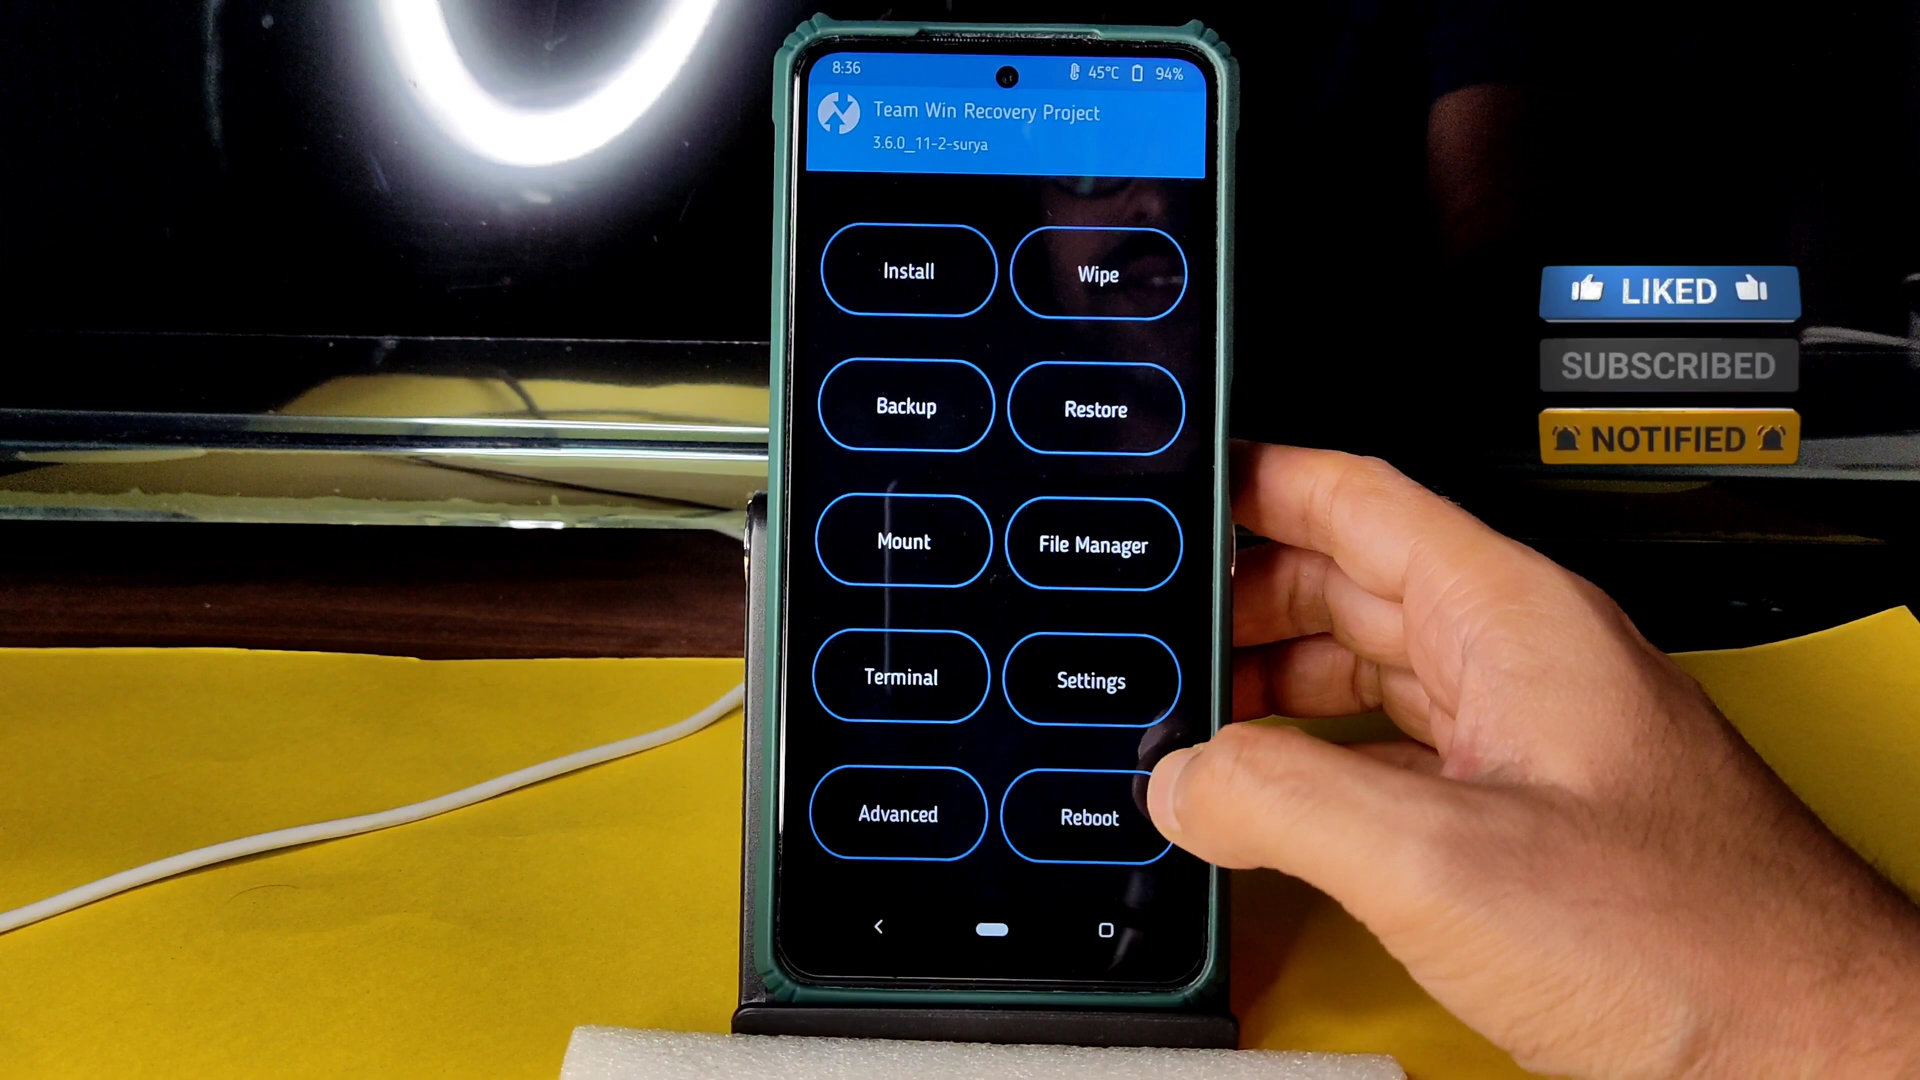 8:36
45°C
94%
Team Win Recovery Project
3.6.0_11-2-surya
Install
Wipe
Backup
Restore
Mount
File Manager
Terminal
Settings
Advanced
Reboot
LIKED
SUBSCRIBED
NOTIFIED